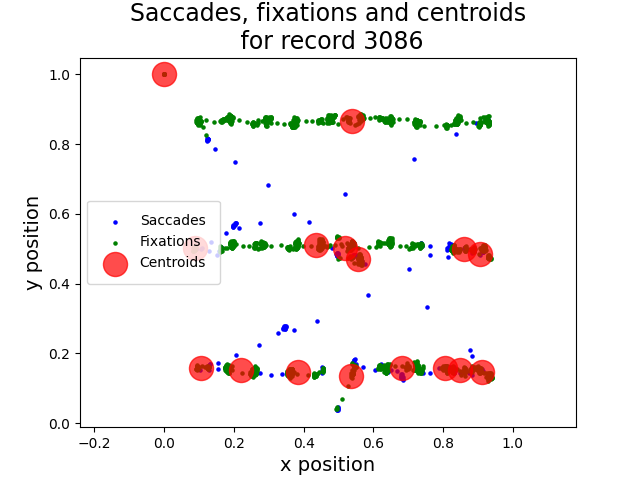 Saccades, fixations and centroids
for record 3086
1.0
0.8
0.6
0.4
0.2
0.0
y position
Saccades
Fixations
Centroids
−0.2
0.0
0.2
0.4
0.6
0.8
1.0
x position